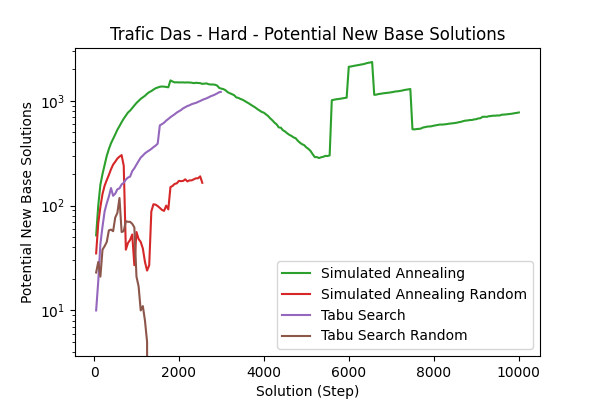 Trafic Das - Hard - Potential New Base Solutions
Potential New Base Solutions
10³
10²
10¹
Simulated Annealing
Simulated Annealing Random
Tabu Search
Tabu Search Random
0 2000 4000 6000 8000 10000
Solution (Step)